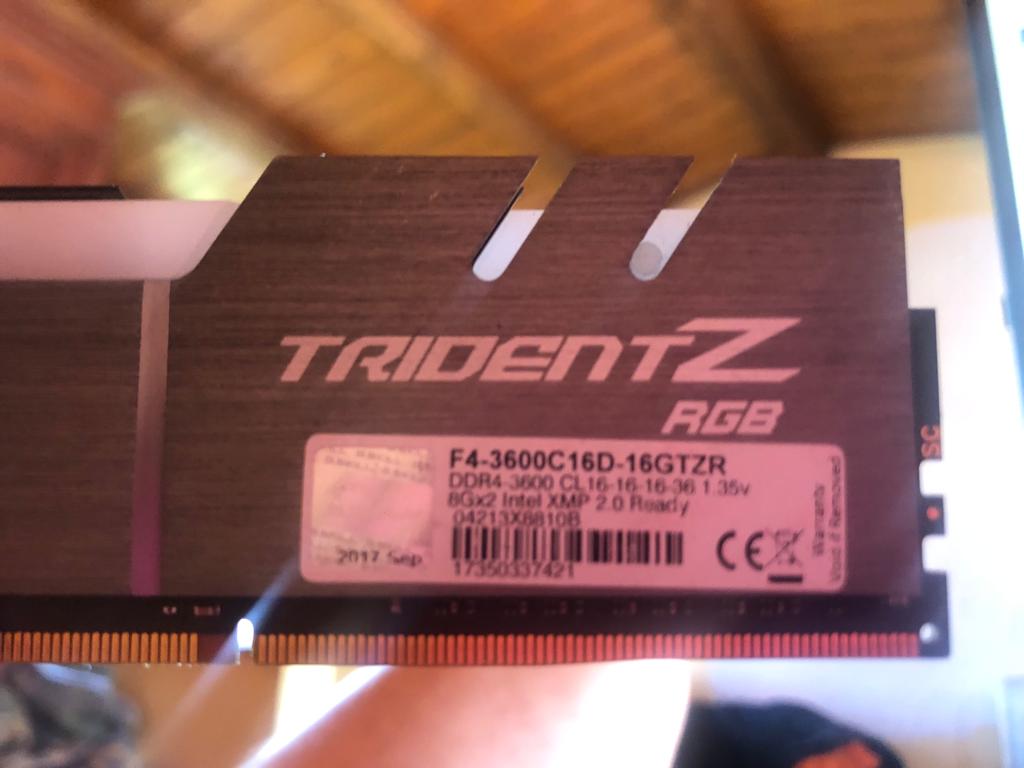 TRIDENTZ
RGB
F4-3600C16D-16GTZR
DDR4-3600 CL16-16-16-36 1.35v
8Gx2 Intel XMP 2.0 Ready
04213X8810B
2017 Sep
17350337421
CE
Warranty
Void if Removed
SC